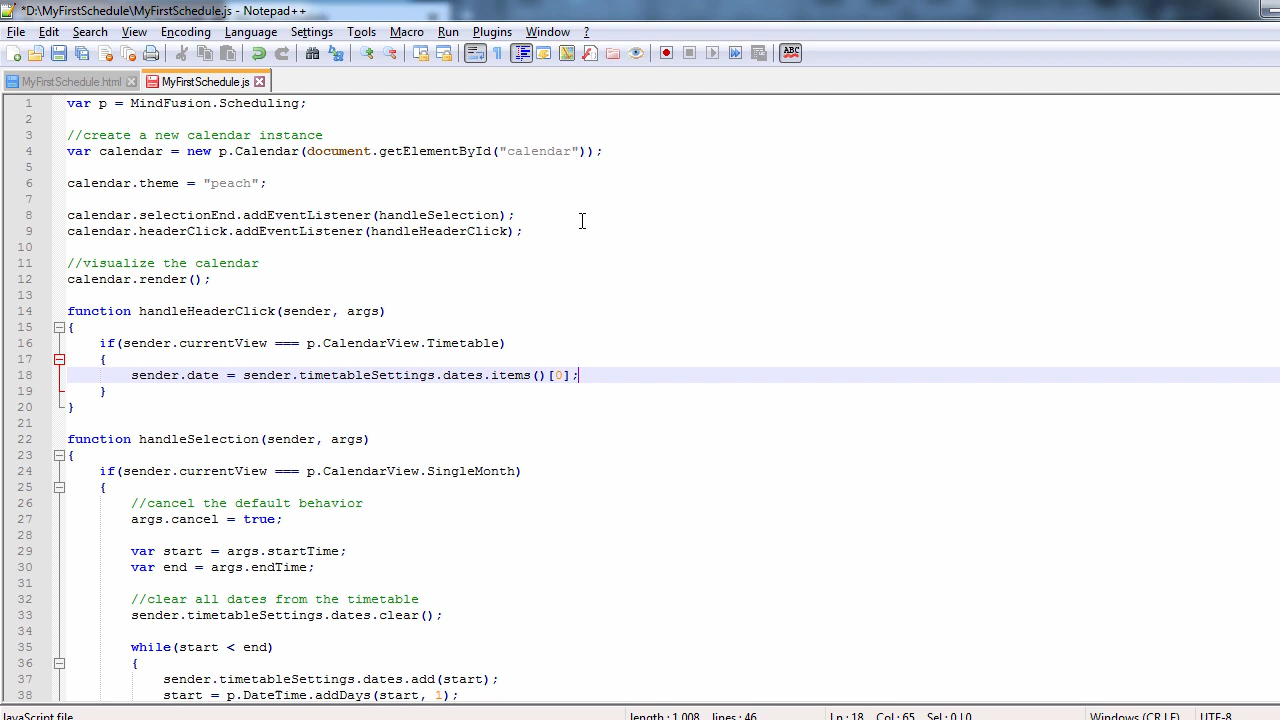 *D:\MyFirstSchedule\MyFirstSchedule.js - Notepad++
File Edit Search View Encoding Language Settings Tools Macro Run Plugins Window ?
ABC
MyFirstSchedule.html MyFirstSchedule.js
1 var p = MindFusion.Scheduling;
2
3 //create a new calendar instance
4 var calendar = new p.Calendar(document.getElementById("calendar"));
5
6 calendar.theme = "peach";
7
8 calendar.selectionEnd.addEventListener(handleSelection);
9 calendar.headerClick.addEventListener(handleHeaderClick);
10
11 //visualize the calendar
12 calendar.render();
13
14 function handleHeaderClick(sender, args)
15 {
16 if(sender.currentView === p.CalendarView.Timetable)
17 {
18 sender.date = sender.timetableSettings.dates.items()[0];
19 }
20 }
21
22 function handleSelection(sender, args)
23 {
24 if(sender.currentView === p.CalendarView.SingleMonth)
25 {
26 //cancel the default behavior
27 args.cancel = true;
28
29 var start = args.startTime;
30 var end = args.endTime;
31
32 //clear all dates from the timetable
33 sender.timetableSettings.dates.clear();
34
35 while(start < end)
36 {
37 sender.timetableSettings.dates.add(start);
38 start = p.DateTime.addDays(start, 1);
JavaScript file length : 1,008 lines : 46 Ln : 18 Col : 65 Sel : 0 | 0 Windows (CR LF) UTF-8